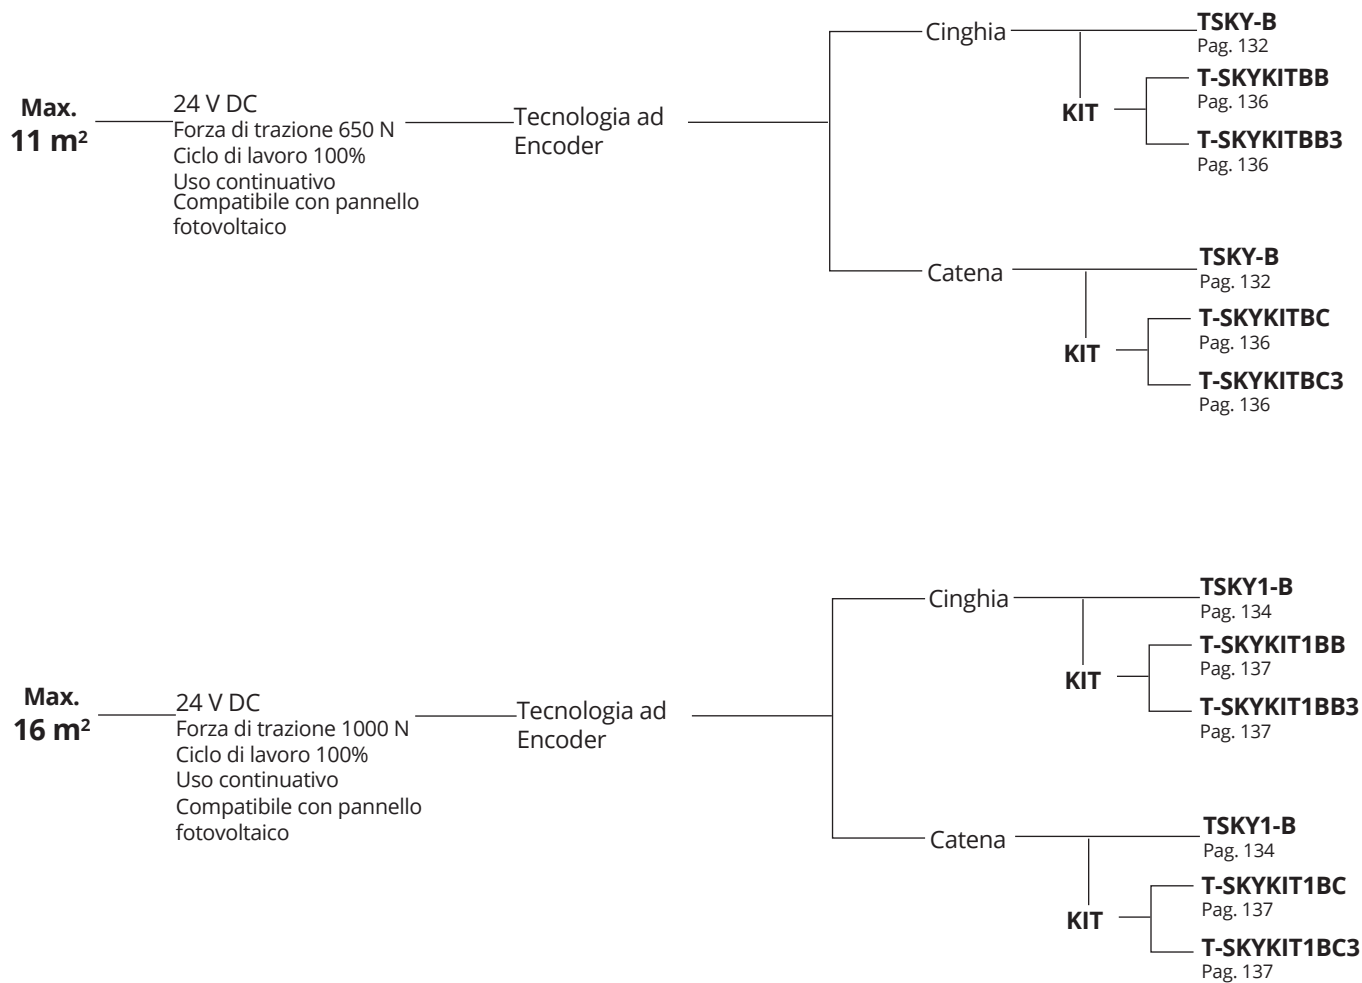 Max.
11 m²
24 V DC
Forza di trazione 650 N
Ciclo di lavoro 100%
Uso continuativo
Compatibile con pannello
fotovoltaico
Tecnologia ad
Encoder
Cinghia
TSKY-B
Pag. 132
KIT
T-SKYKITBB
Pag. 136
T-SKYKITBB3
Pag. 136
Catena
TSKY-B
Pag. 132
KIT
T-SKYKITBC
Pag. 136
T-SKYKITBC3
Pag. 136
Max.
16 m²
24 V DC
Forza di trazione 1000 N
Ciclo di lavoro 100%
Uso continuativo
Compatibile con pannello
fotovoltaico
Tecnologia ad
Encoder
Cinghia
TSKY1-B
Pag. 134
KIT
T-SKYKIT1BB
Pag. 137
T-SKYKIT1BB3
Pag. 137
Catena
TSKY1-B
Pag. 134
KIT
T-SKYKIT1BC
Pag. 137
T-SKYKIT1BC3
Pag. 137